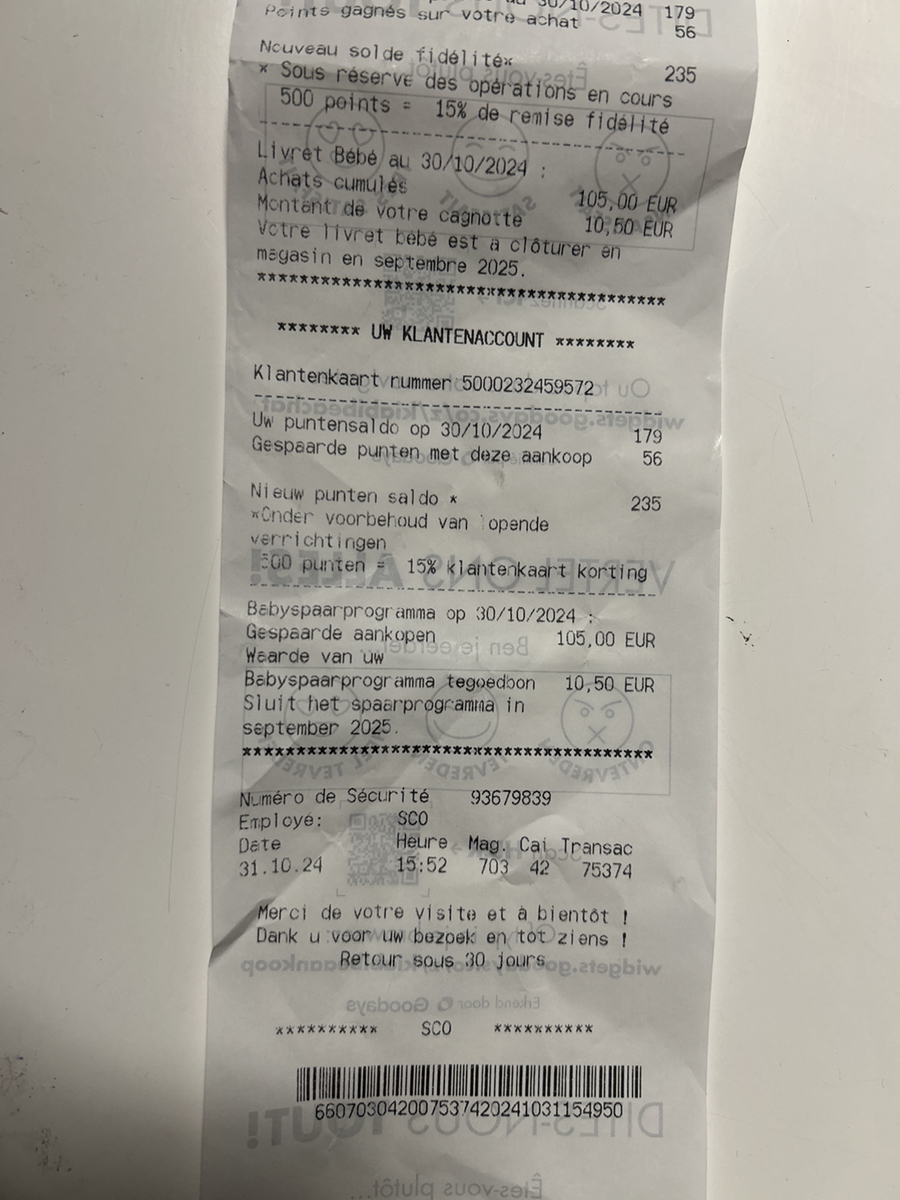 30/10/2024 179
Points gagnés sur votre achat 56
Nouveau solde fidélité* 235
* Sous réserve des opérations en cours
500 points = 15% de remise fidélité
Livret Bébé au 30/10/2024 :
Achats cumulés 105,00 EUR
Montant de votre cagnotte 10,50 EUR
Votre livret bébé est à clôturer en
magasin en septembre 2025.
******************************************
******** UW KLANTENACCOUNT ********
Klantenkaart nummer 5000232459572
Uw puntensaldo op 30/10/2024 179
Gespaarde punten met deze aankoop 56
Nieuw punten saldo * 235
*Onder voorbehoud van lopende
verrichtingen
500 punten = 15% klantenkaart korting
Babyspaarprogramma op 30/10/2024 :
Gespaarde aankopen 105,00 EUR
Waarde van uw
Babyspaarprogramma tegoedbon 10,50 EUR
Sluit het spaarprogramma in
september 2025.
******************************************
Numéro de Sécurité 93679839
Employé: SCO
Date Heure Mag. Cai Transac
31.10.24 15:52 703 42 75374
Merci de votre visite et à bientôt !
Dank u voor uw bezoek en tot ziens !
Retour sous 30 jours
********** SCO **********
660703042007537420241031154950